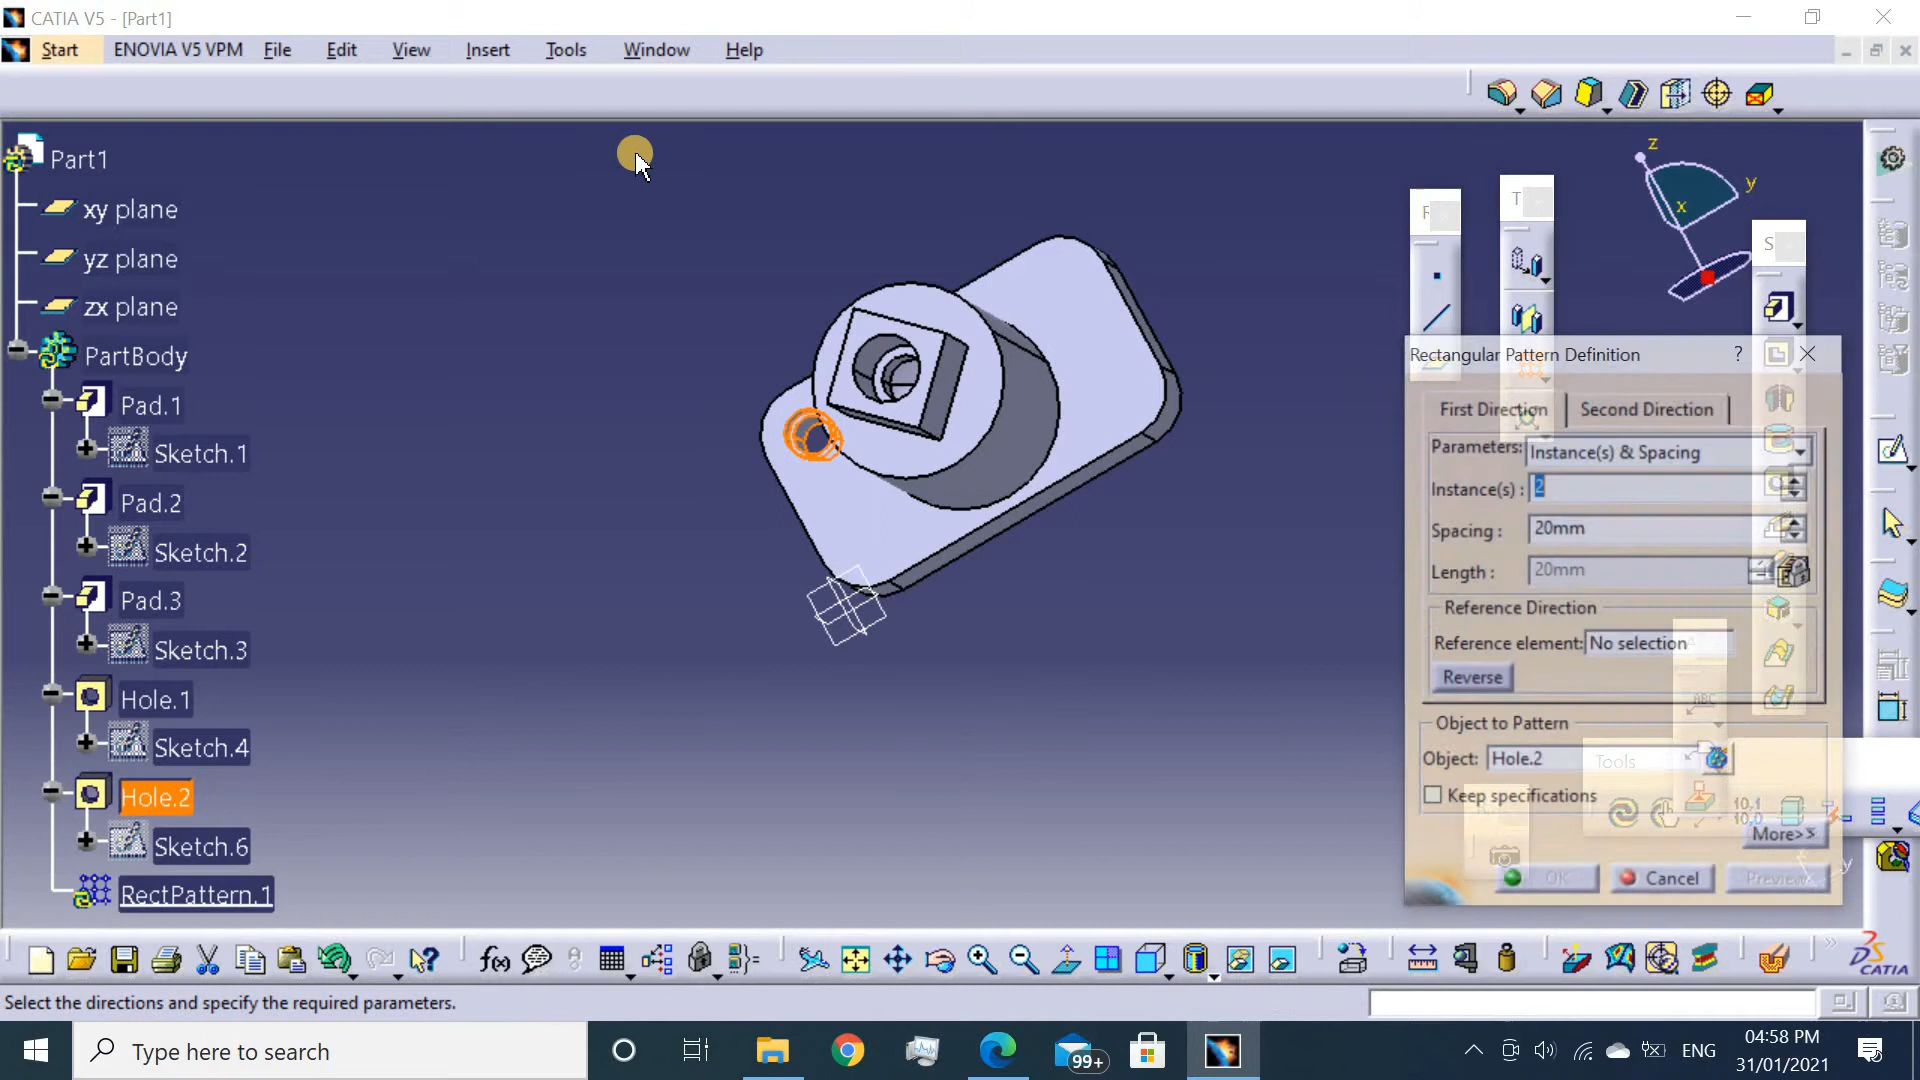 CATIA V5 - [Part1]
Start ENOVIA V5 VPM File Edit View Insert Tools Window Help
Part1
xy plane
yz plane
zx plane
PartBody
Pad.1
Sketch.1
Pad.2
Sketch.2
Pad.3
Sketch.3
Hole.1
Sketch.4
Hole.2
Sketch.6
RectPattern.1
z
y
x
T
S
Rectangular Pattern Definition ?
First Direction Second Direction
Parameters: Instance(s) & Spacing
Instance(s) : 2
Spacing : 20mm
Length : 20mm
Reference Direction
Reference element: No selection
Reverse
Object to Pattern
Object: Hole.2
Tools
Keep specifications
More>>
OK Cancel Preview
y
f(x)
CATIA
Select the directions and specify the required parameters.
Type here to search
99+
ENG
04:58 PM
31/01/2021